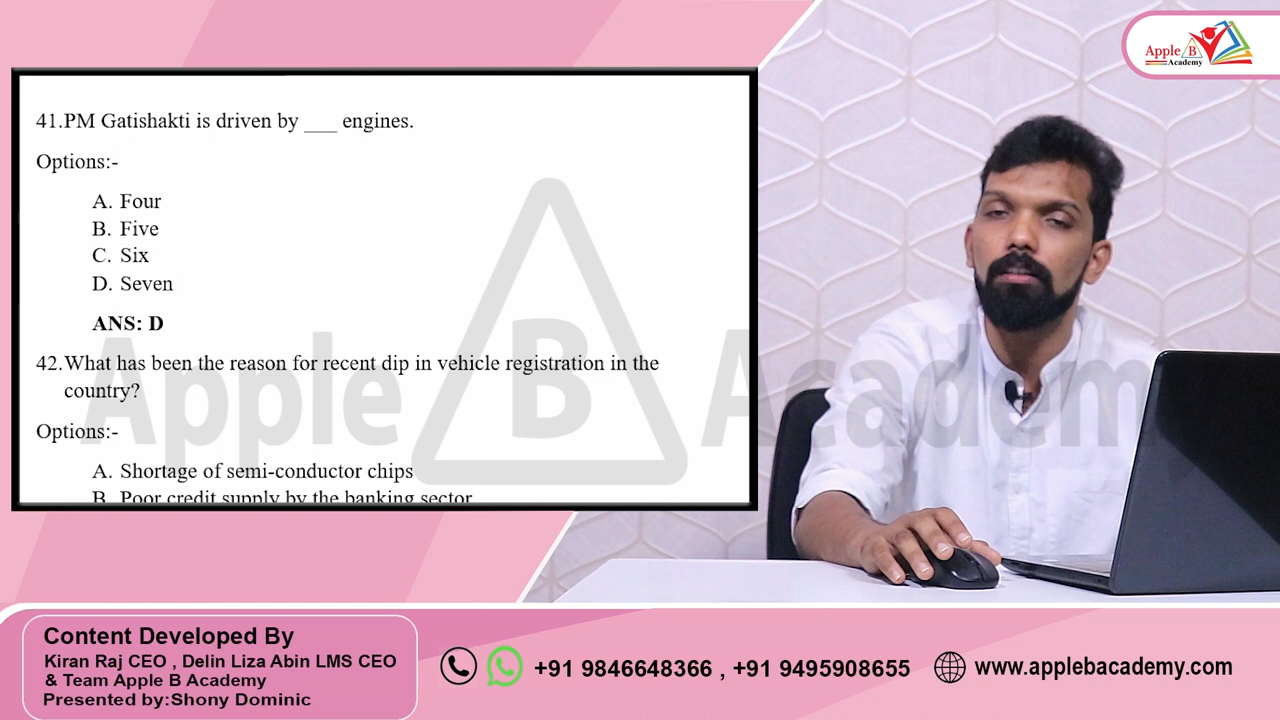 Apple B
Academy
41.PM Gatishakti is driven by ___ engines.
Options:-
A. Four
B. Five
C. Six
D. Seven
ANS: D
42.What has been the reason for recent dip in vehicle registration in the
country?
Options:-
A. Shortage of semi-conductor chips
B. Poor credit supply by the banking sector
Apple B Academy
Content Developed By
Kiran Raj CEO , Delin Liza Abin LMS CEO
& Team Apple B Academy
Presented by:Shony Dominic
+91 9846648366 , +91 9495908655
www.applebacademy.com